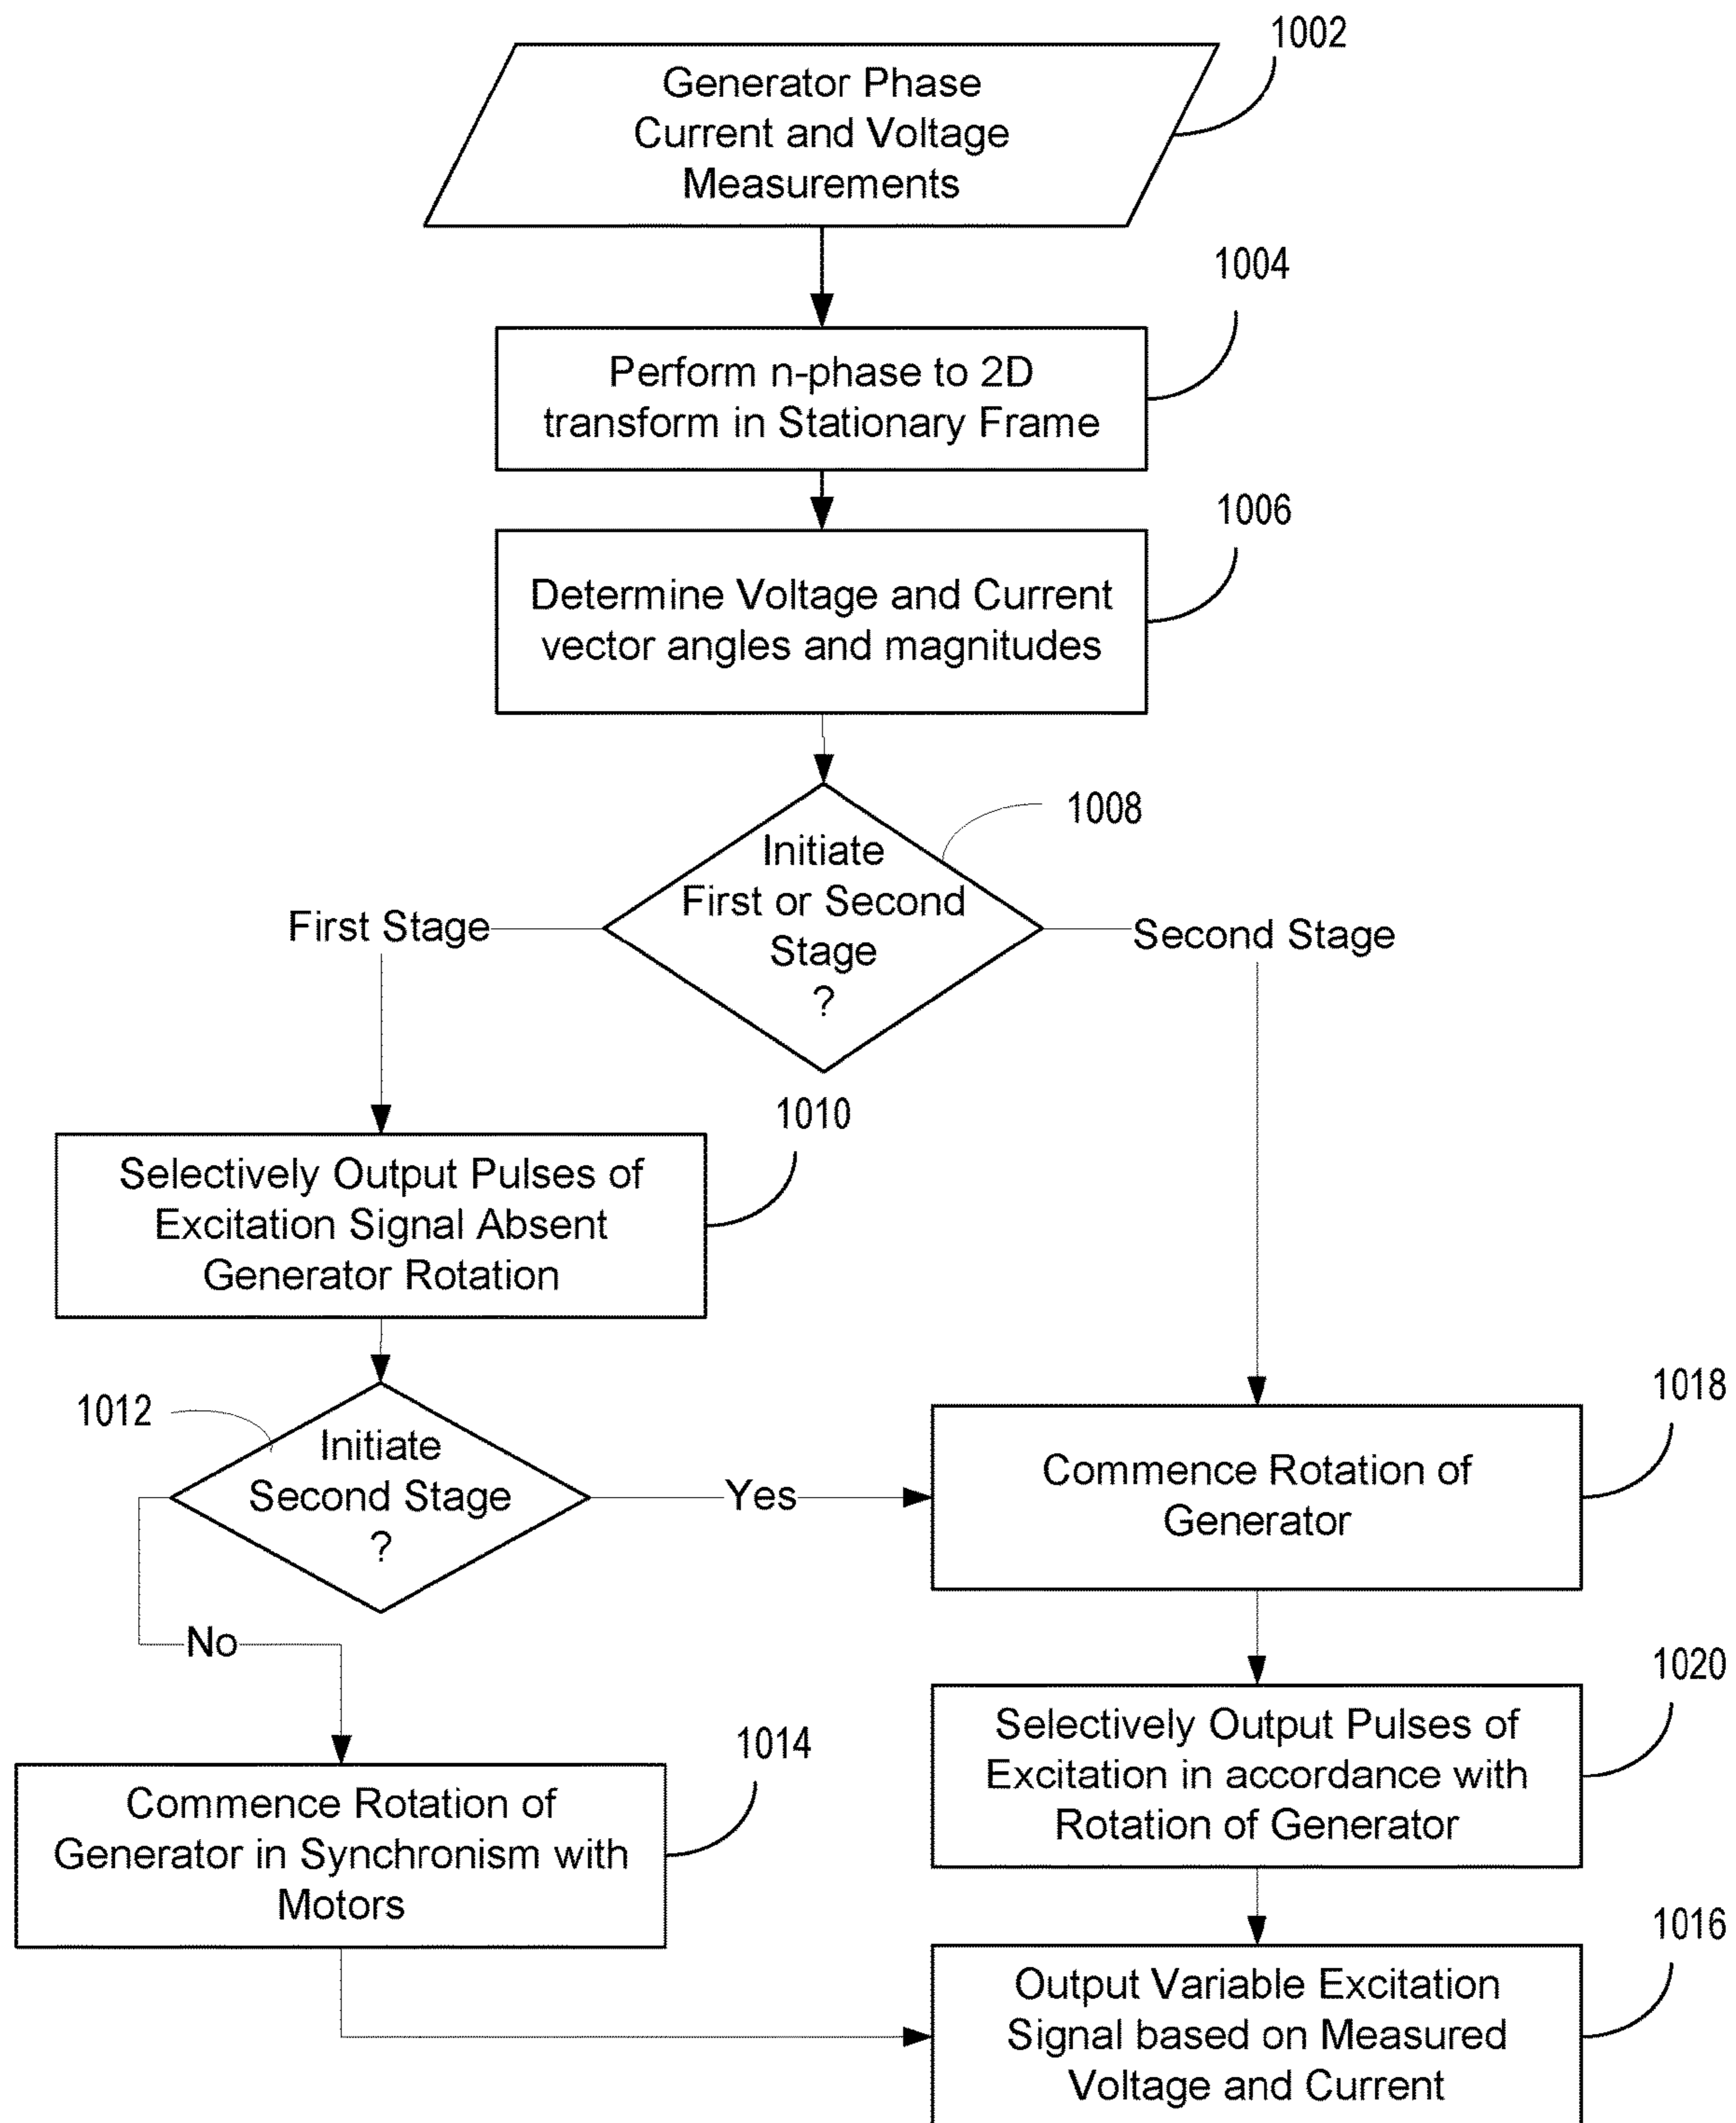 1002
Generator Phase
Current and Voltage
Measurements
1004
Perform n-phase to 2D
transform in Stationary Frame
1006
Determine Voltage and Current
vector angles and magnitudes
1008
Initiate
First or Second
Stage
?
First Stage
Second Stage
1010
Selectively Output Pulses of
Excitation Signal Absent
Generator Rotation
1012
Initiate
Second Stage
?
Yes
No
1018
Commence Rotation of
Generator
1020
Selectively Output Pulses of
Excitation in accordance with
Rotation of Generator
1014
Commence Rotation of
Generator in Synchronism with
Motors
1016
Output Variable Excitation
Signal based on Measured
Voltage and Current